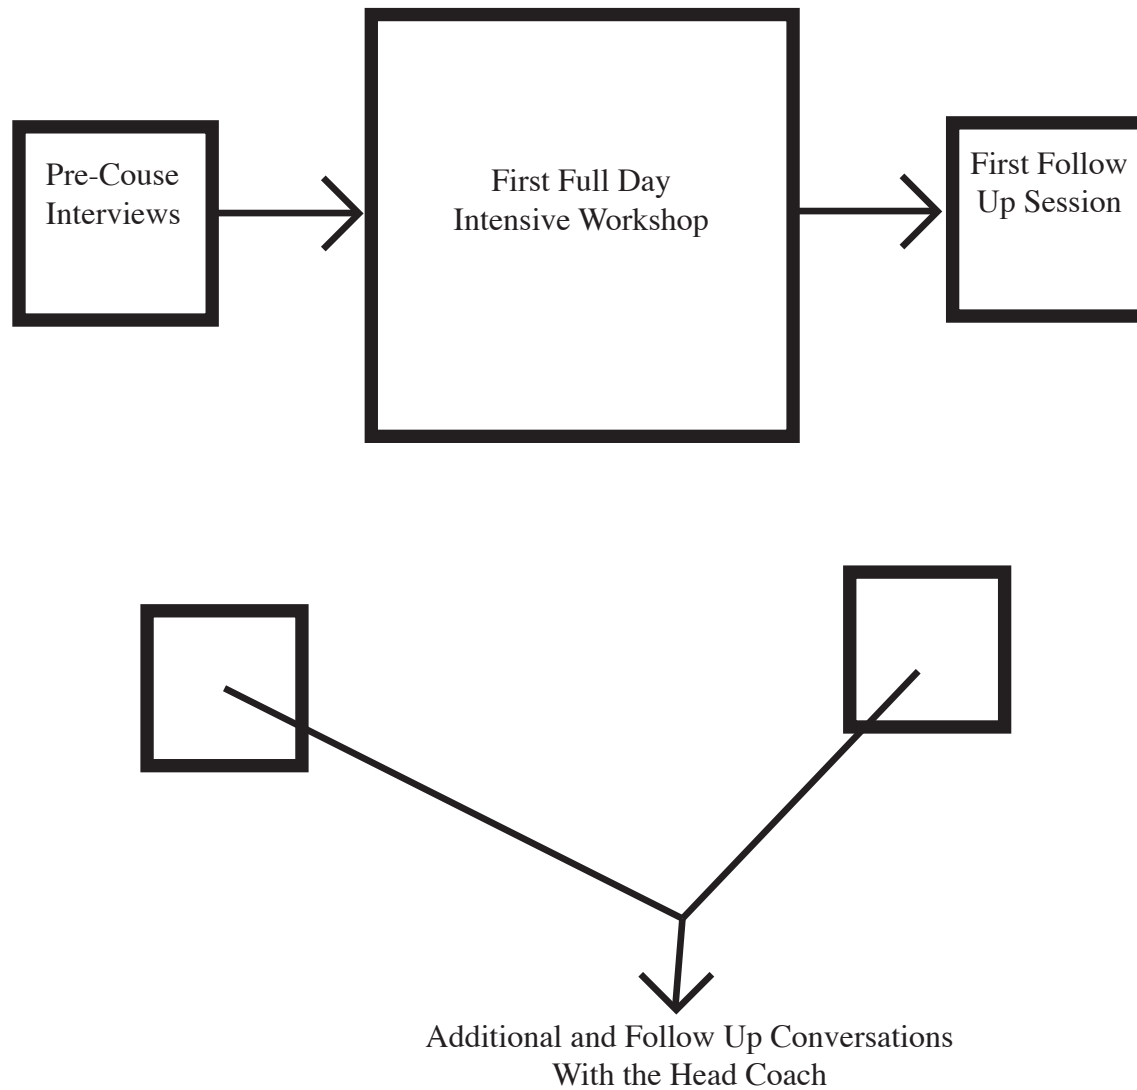 Pre-Couse
Interviews
First Full Day
Intensive Workshop
First Follow
Up Session
Additional and Follow Up Conversations
With the Head Coach